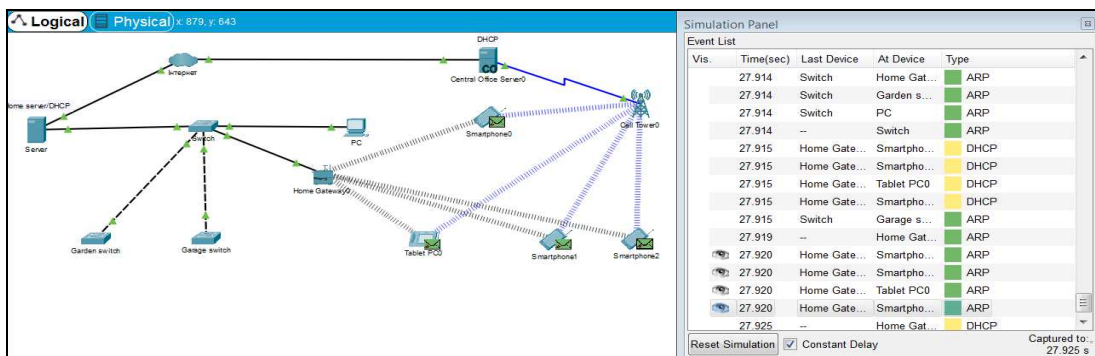 Logical Physical x: 879, y: 643
DHCP
Central Office Server0
Інтернет
ome server/DHCP
Server
Switch
PC
Smartphone0
Cell Tower0
Home Gateway0
Garden switch
Garage switch
Tablet PC0
Smartphone1
Smartphone2
Simulation Panel
Event List
Vis. Time(sec) Last Device At Device Type
27.914 Switch Home Gat... ARP
27.914 Switch Garden s... ARP
27.914 Switch PC ARP
27.914 -- Switch ARP
27.915 Home Gate... Smartpho... DHCP
27.915 Home Gate... Smartpho... DHCP
27.915 Home Gate... Tablet PC0 DHCP
27.915 Home Gate... Smartpho... DHCP
27.915 Switch Garage s... ARP
27.919 -- Home Gat... ARP
27.920 Home Gate... Smartpho... ARP
27.920 Home Gate... Smartpho... ARP
27.920 Home Gate... Tablet PC0 ARP
27.920 Home Gate... Smartpho... ARP
27.925 -- Home Gat... DHCP
Reset Simulation Constant Delay Captured to:
27.925 s